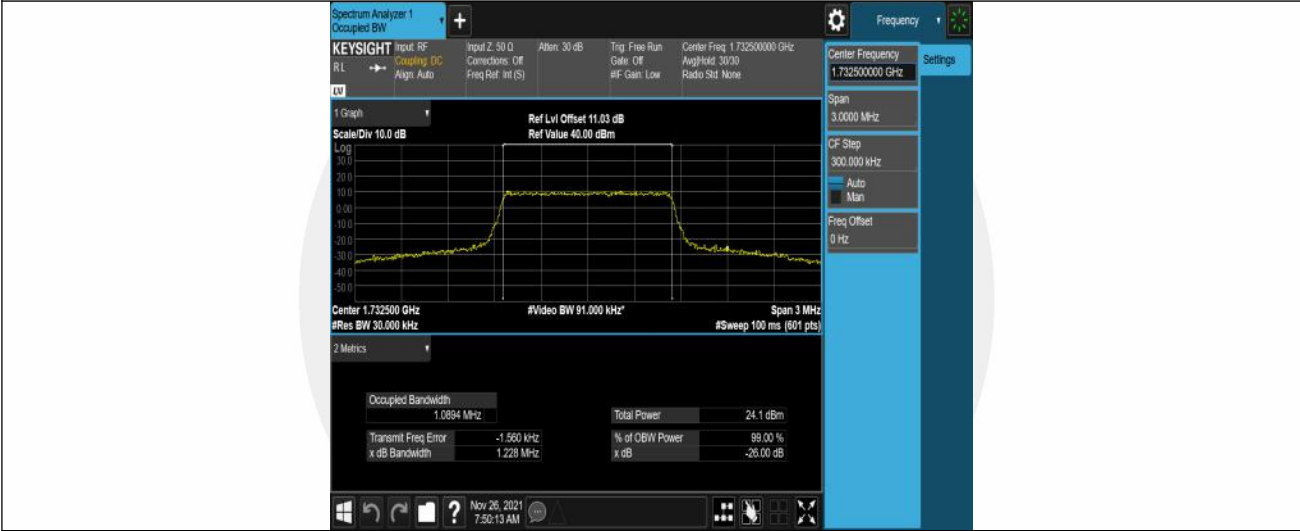 Spectrum Analyzer 1
Occupied BW
+
Frequency
KEYSIGHT
RL
Input: RF
Coupling: DC
Align: Auto
Input Z: 50 Ω
Corrections: Off
Freq Ref: Int (S)
Atten: 30 dB
Trig: Free Run
Gate: Off
#IF Gain: Low
Center Freq: 1.732500000 GHz
Avg|Hold: 30/30
Radio Std: None
Center Frequency
1.732500000 GHz
Settings
Span
3.0000 MHz
CF Step
300.000 kHz
Auto
Man
Freq Offset
0 Hz
1 Graph
Scale/Div 10.0 dB
Ref Lvl Offset 11.03 dB
Ref Value 40.00 dBm
Log
30.0
20.0
10.0
0.00
-10.0
-20.0
-30.0
-40.0
-50.0
Center 1.732500 GHz
#Res BW 30.000 kHz
#Video BW 91.000 kHz*
Span 3 MHz
#Sweep 100 ms (601 pts)
2 Metrics
Occupied Bandwidth
1.0894 MHz
Total Power 24.1 dBm
Transmit Freq Error -1.560 kHz
% of OBW Power 99.00 %
x dB Bandwidth 1.228 MHz
x dB -26.00 dB
?
Nov 26, 2021
7:50:13 AM